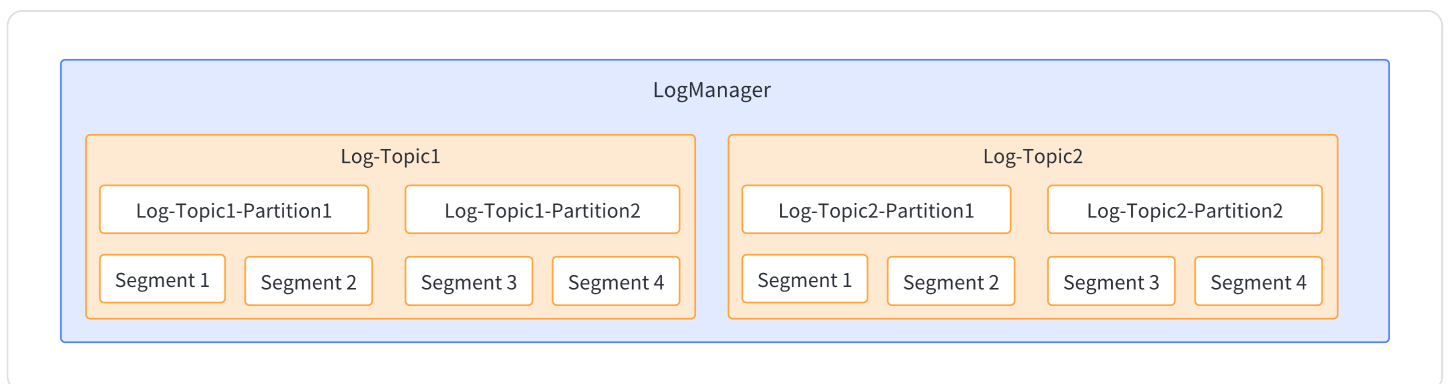 LogManager
Log-Topic1
Log-Topic2
Log-Topic1-Partition1
Log-Topic1-Partition2
Log-Topic2-Partition1
Log-Topic2-Partition2
Segment 1
Segment 2
Segment 3
Segment 4
Segment 1
Segment 2
Segment 3
Segment 4